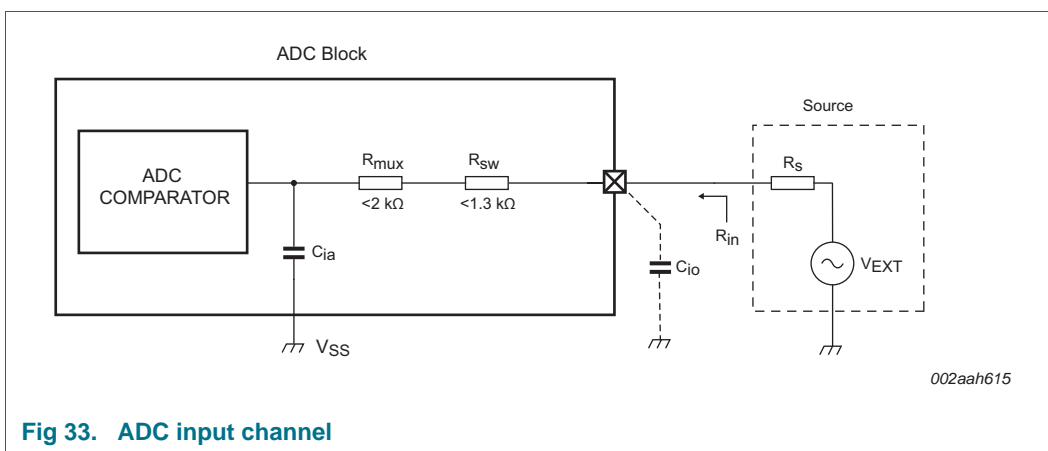 ADC Block
Source
ADC
COMPARATOR
Rmux
<2 kΩ
Rsw
<1.3 kΩ
Rs
Rin
Cia
Cio
VEXT
VSS
002aah615
Fig 33. ADC input channel